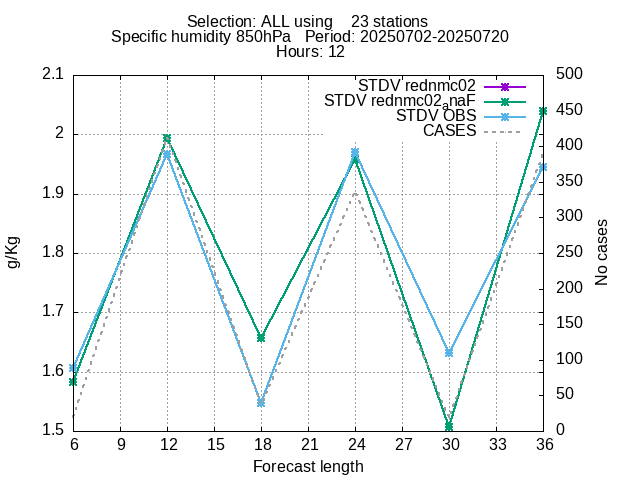 Selection: ALL using    23 stations
Specific humidity 850hPa   Period: 20250702-20250720
Hours: 12
STDV rednmc02
STDV rednmc02anaF
STDV OBS
CASES
g/Kg
2.1
2
1.9
1.8
1.7
1.6
1.5
500
450
400
350
300
250
200
150
100
50
0
No cases
6 9 12 15 18 21 24 27 30 33 36
Forecast length